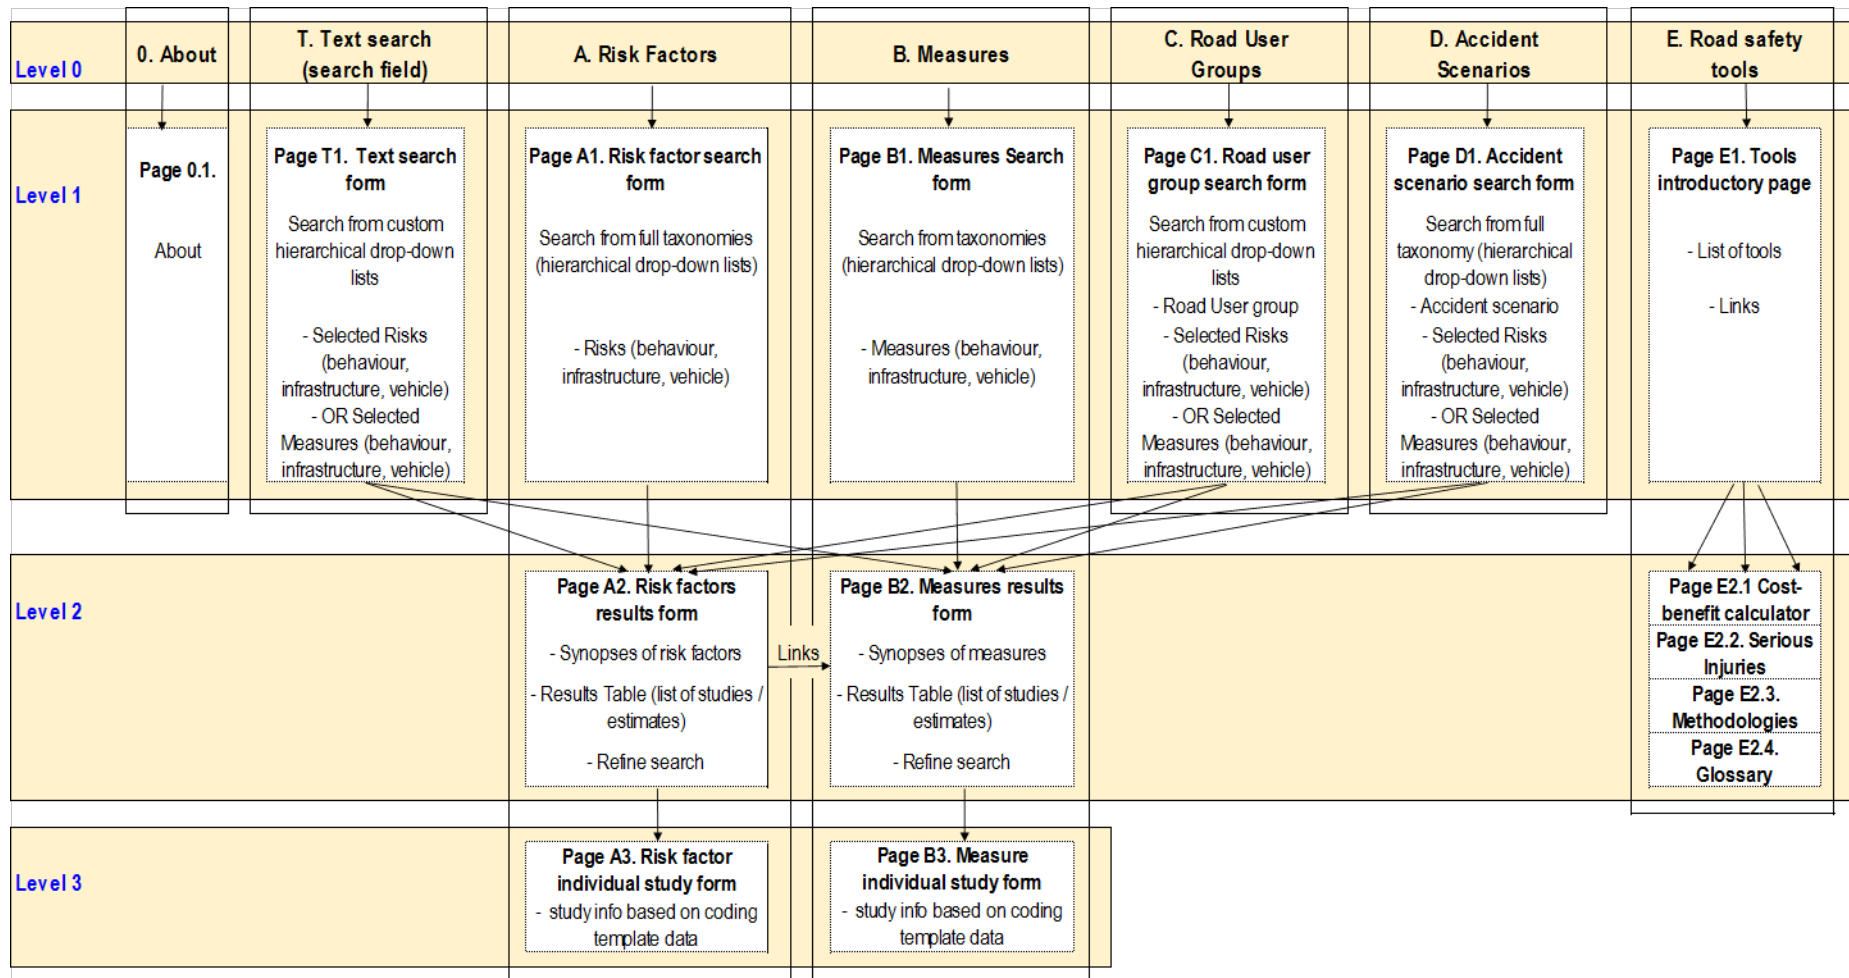 Level 0
0. About
T. Text search
(search field)
A. Risk Factors
B. Measures
C. Road User
Groups
D. Accident
Scenarios
E. Road safety
tools
Level 1
Page 0.1.
About
Page T1. Text search
form
Search from custom
hierarchical drop-down
lists
- Selected Risks
(behaviour,
infrastructure, vehicle)
- OR Selected
Measures (behaviour,
infrastructure, vehicle)
Page A1. Risk factor search
form
Search from full taxonomies
(hierarchical drop-down lists)
- Risks (behaviour,
infrastructure, vehicle)
Page B1. Measures Search
form
Search from taxonomies
(hierarchical drop-down lists)
- Measures (behaviour,
infrastructure, vehicle)
Page C1. Road user
group search form
Search from custom
hierarchical drop-down
lists
- Road User group
- Selected Risks
(behaviour,
infrastructure, vehicle)
- OR Selected
Measures (behaviour,
infrastructure, vehicle)
Page D1. Accident
scenario search form
Search from full
taxonomy (hierarchical
drop-down lists)
- Accident scenario
- Selected Risks
(behaviour,
infrastructure, vehicle)
- OR Selected
Measures (behaviour,
infrastructure, vehicle)
Page E1. Tools
introductory page
- List of tools
- Links
Level 2
Page A2. Risk factors
results form
- Synopses of risk factors
- Results Table (list of studies /
estimates)
- Refine search
Links
Page B2. Measures results
form
- Synopses of measures
- Results Table (list of studies /
estimates)
- Refine search
Page E2.1 Cost-
benefit calculator
Page E2.2. Serious
Injuries
Page E2.3.
Methodologies
Page E2.4.
Glossary
Level 3
Page A3. Risk factor
individual study form
- study info based on coding
template data
Page B3. Measure
individual study form
- study info based on coding
template data